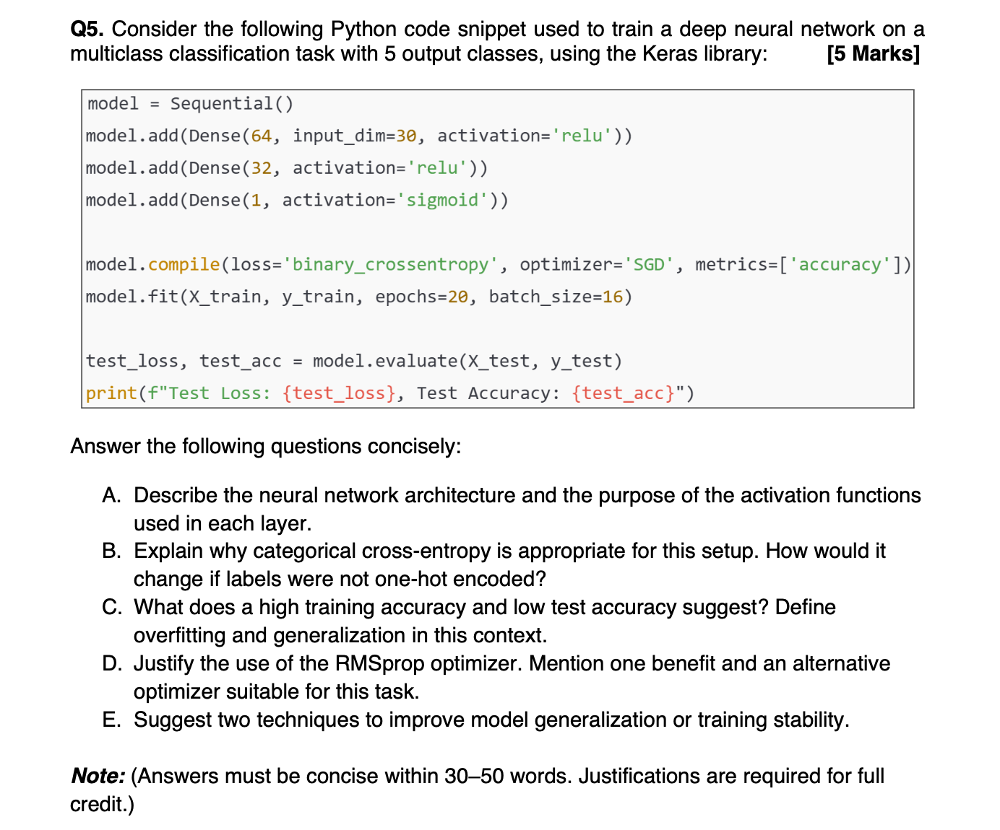 Q5. Consider the following Python code snippet used to train a deep neural network on a
multiclass classification task with 5 output classes, using the Keras library: [5 Marks]
model = Sequential()
model.add(Dense(64, input_dim=30, activation='relu'))
model.add(Dense(32, activation='relu'))
model.add(Dense(1, activation='sigmoid'))
model.compile(loss='binary_crossentropy', optimizer='SGD', metrics=['accuracy'])
model.fit(X_train, y_train, epochs=20, batch_size=16)
test_loss, test_acc = model.evaluate(X_test, y_test)
print(f"Test Loss: {test_loss}, Test Accuracy: {test_acc}")
Answer the following questions concisely:
A. Describe the neural network architecture and the purpose of the activation functions
used in each layer.
B. Explain why categorical cross-entropy is appropriate for this setup. How would it
change if labels were not one-hot encoded?
C. What does a high training accuracy and low test accuracy suggest? Define
overfitting and generalization in this context.
D. Justify the use of the RMSprop optimizer. Mention one benefit and an alternative
optimizer suitable for this task.
E. Suggest two techniques to improve model generalization or training stability.
Note: (Answers must be concise within 30–50 words. Justifications are required for full
credit.)